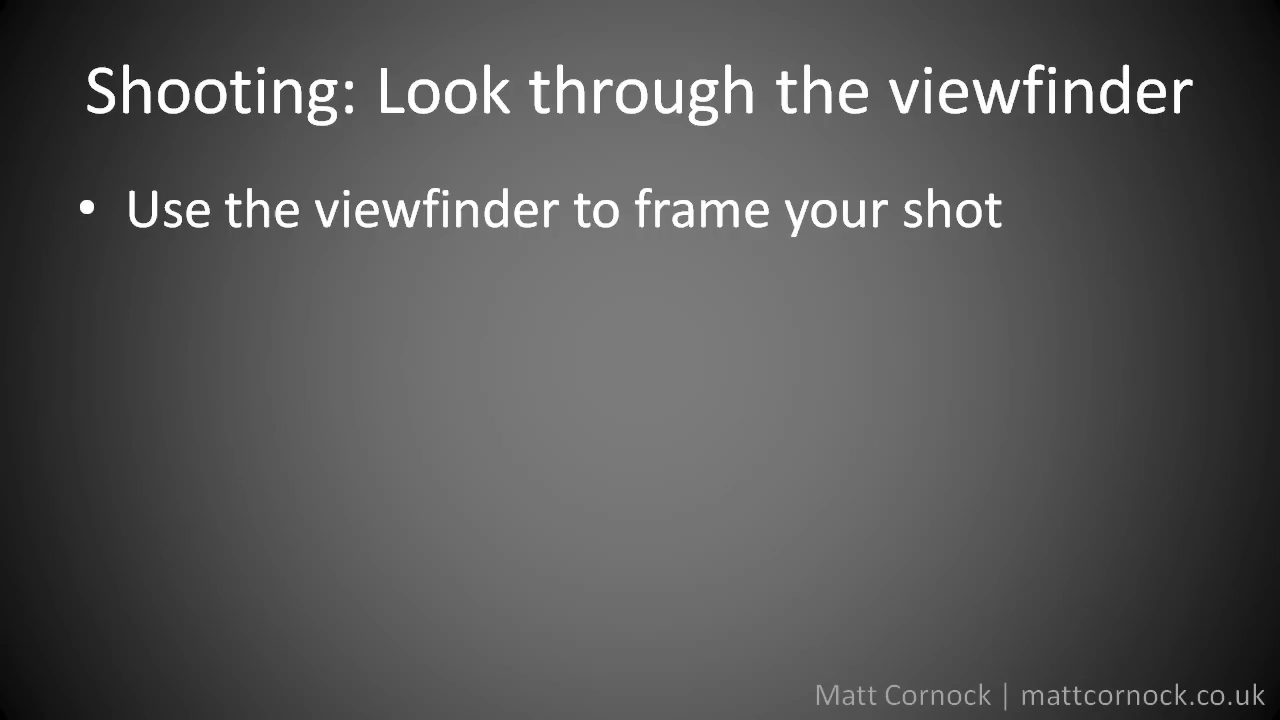 Shooting: Look through the viewfinder
• Use the viewfinder to frame your shot
Matt Cornock | mattcornock.co.uk